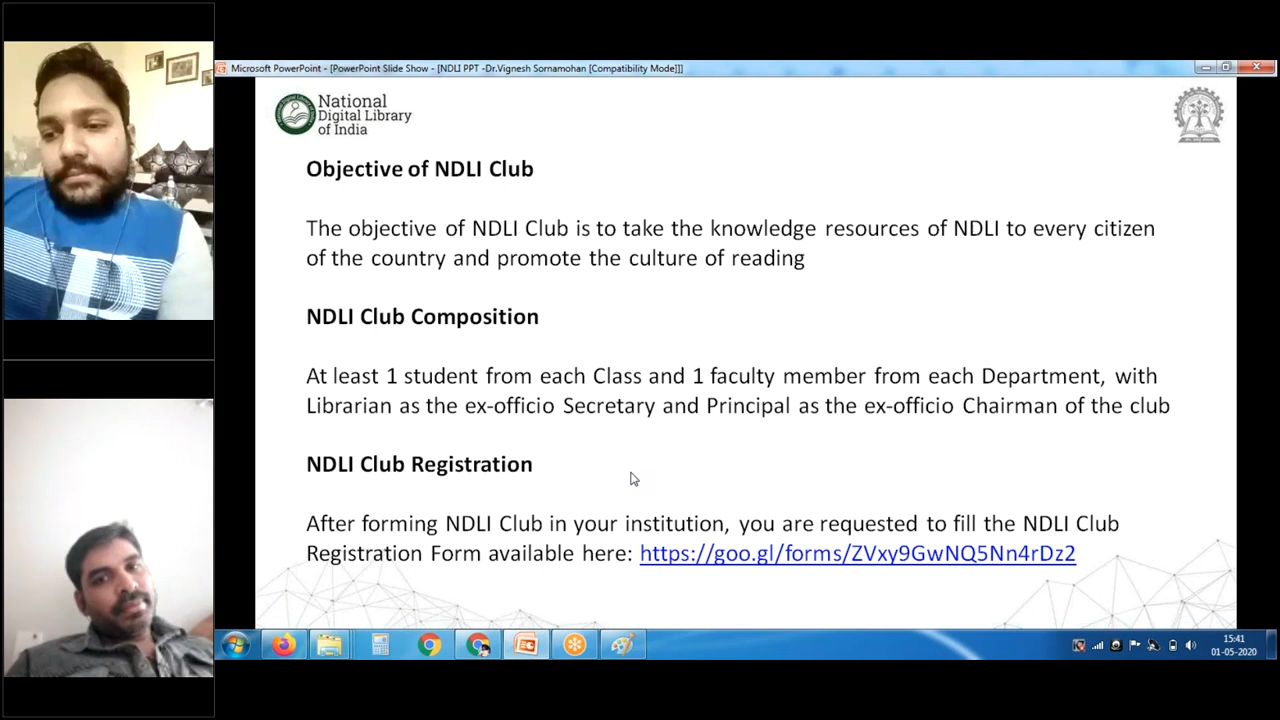 Microsoft PowerPoint - [PowerPoint Slide Show - [NDLI PPT -Dr.Vignesh Sornamohan [Compatibility Mode]]]
National
Digital Library
of India
Objective of NDLI Club
The objective of NDLI Club is to take the knowledge resources of NDLI to every citizen
of the country and promote the culture of reading
NDLI Club Composition
At least 1 student from each Class and 1 faculty member from each Department, with
Librarian as the ex-officio Secretary and Principal as the ex-officio Chairman of the club
NDLI Club Registration
After forming NDLI Club in your institution, you are requested to fill the NDLI Club
Registration Form available here: https://goo.gl/forms/ZVxy9GwNQ5Nn4rDz2
15:41
01-05-2020